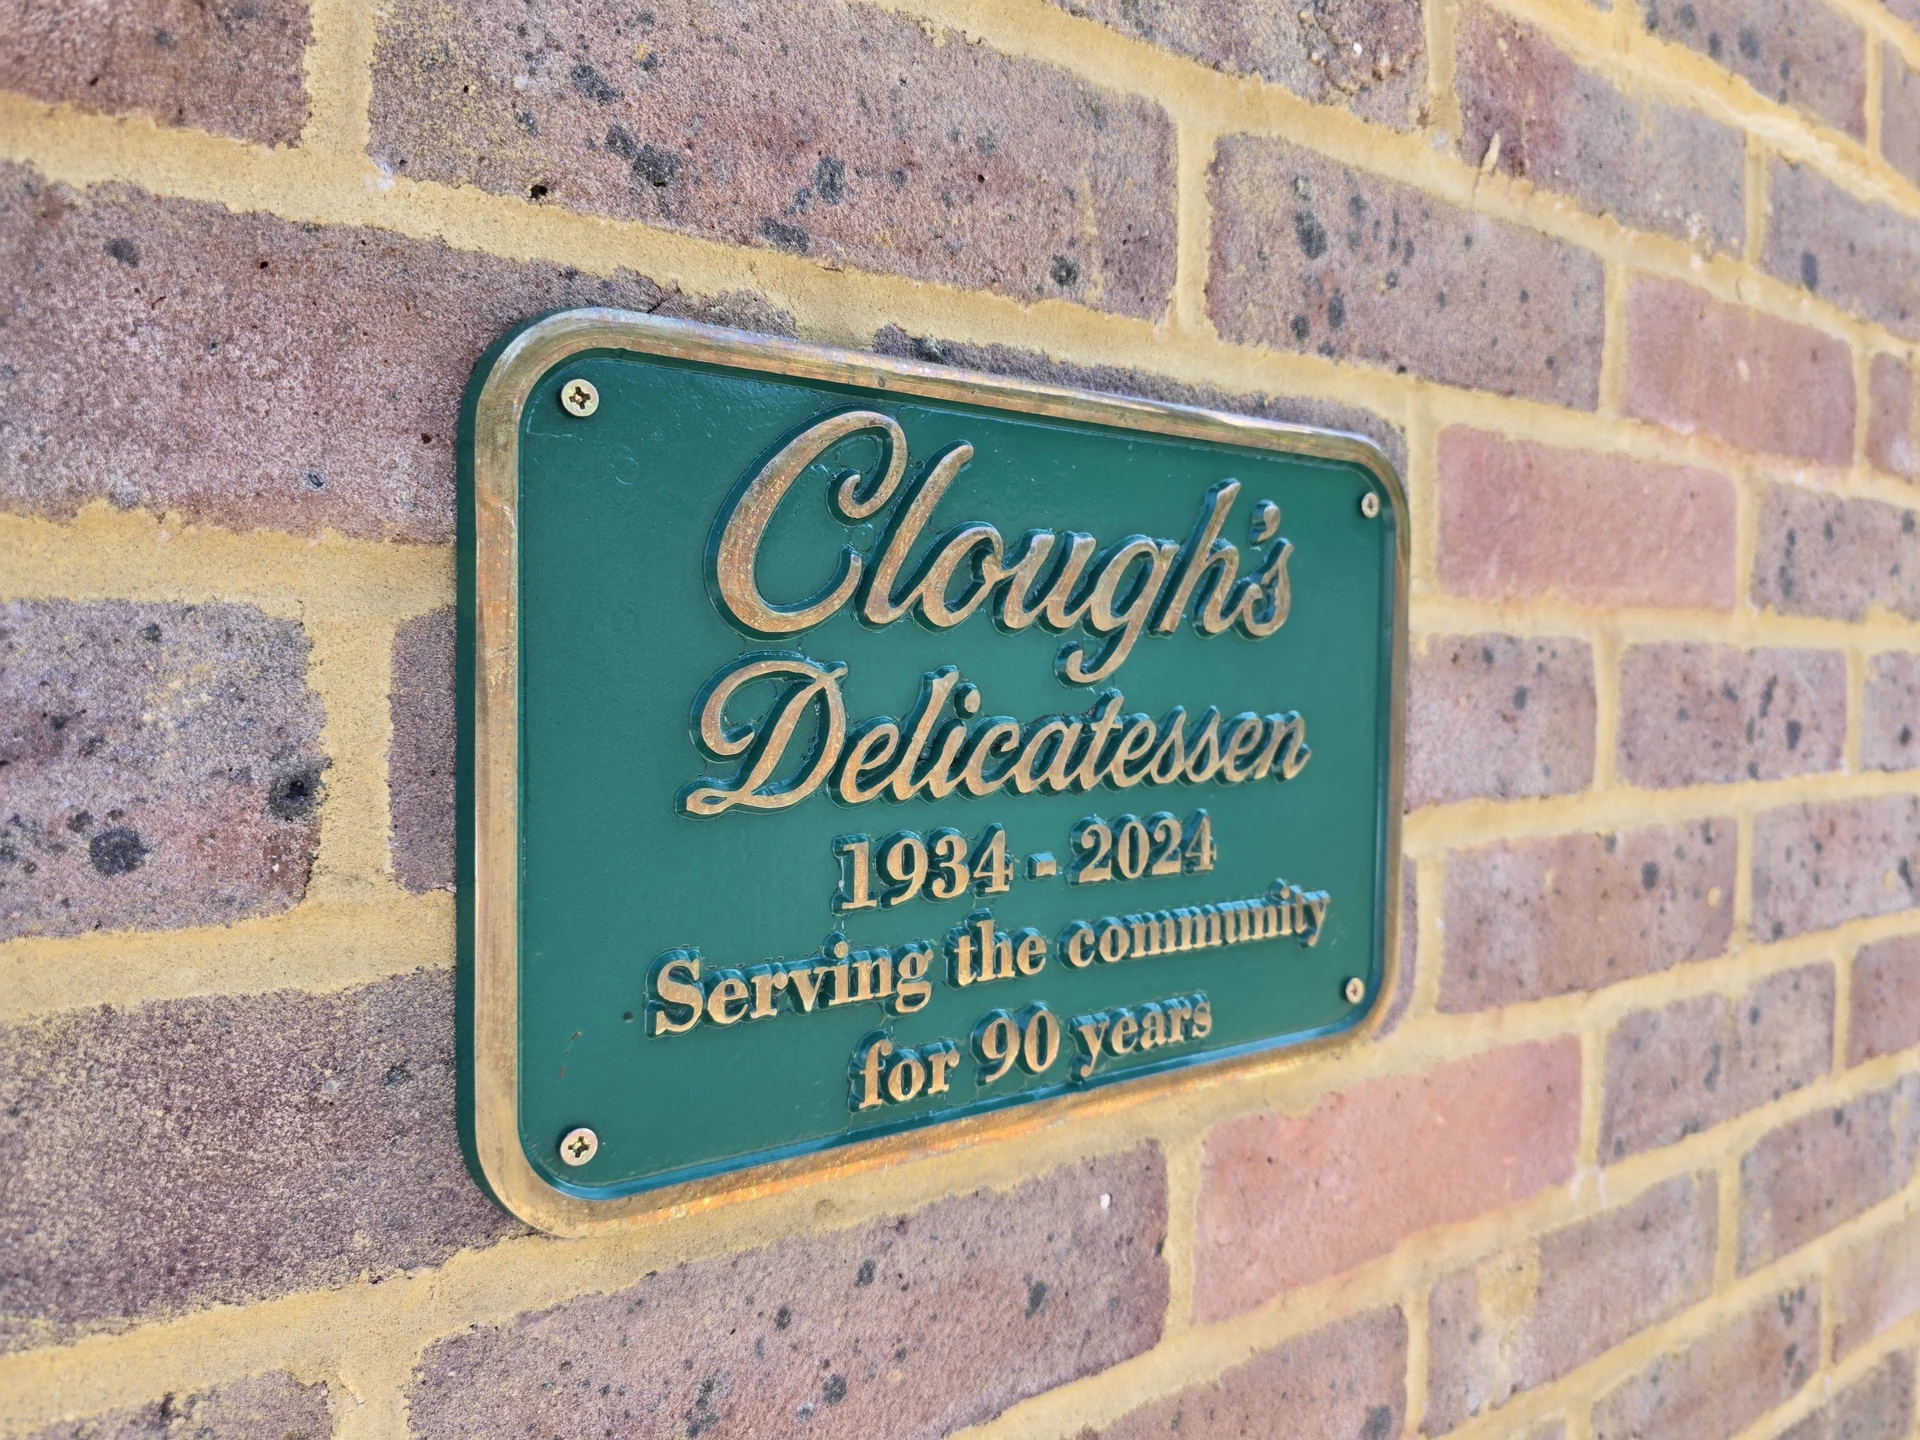 Clough's
Delicatessen
1934 - 2024
Serving the community
for 90 years